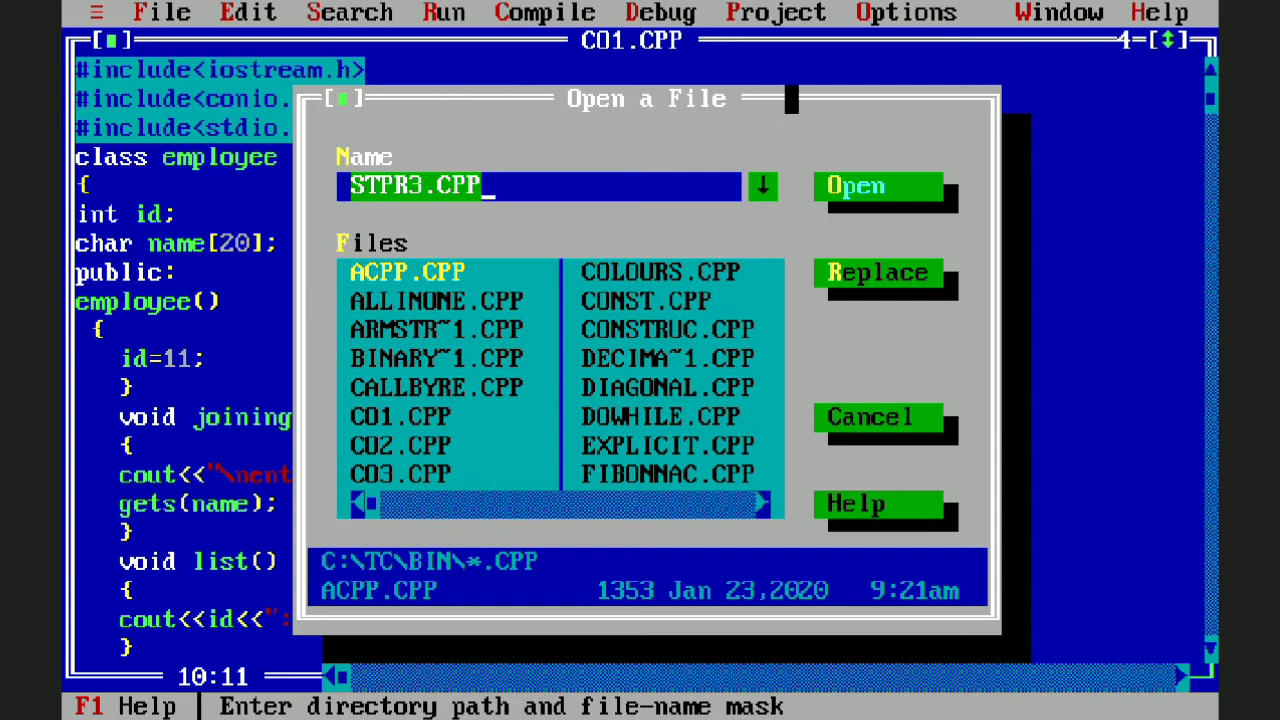 ≡ File Edit Search Run Compile Debug Project Options Window Help
[■] CO1.CPP 4=[↕]
#include<iostream.h>
#include<conio.
#include<stdio.
class employee
{
int id;
char name[20];
public:
employee()
{
id=11;
}
void joining
{
cout<<"\nent
gets(name);
}
void list()
{
cout<<id<<":
}
10:11
[■] Open a File
Name
STPR3.CPP_
↓
Open
Files
ACPP.CPP COLOURS.CPP
ALLINONE.CPP CONST.CPP
ARMSTR~1.CPP CONSTRUC.CPP
BINARY~1.CPP DECIMA~1.CPP
CALLBYRE.CPP DIAGONAL.CPP
CO1.CPP DOWHILE.CPP
CO2.CPP EXPLICIT.CPP
CO3.CPP FIBONNAC.CPP
Replace
Cancel
Help
C:\TC\BIN\*.CPP
ACPP.CPP 1353 Jan 23,2020 9:21am
F1 Help │ Enter directory path and file-name mask